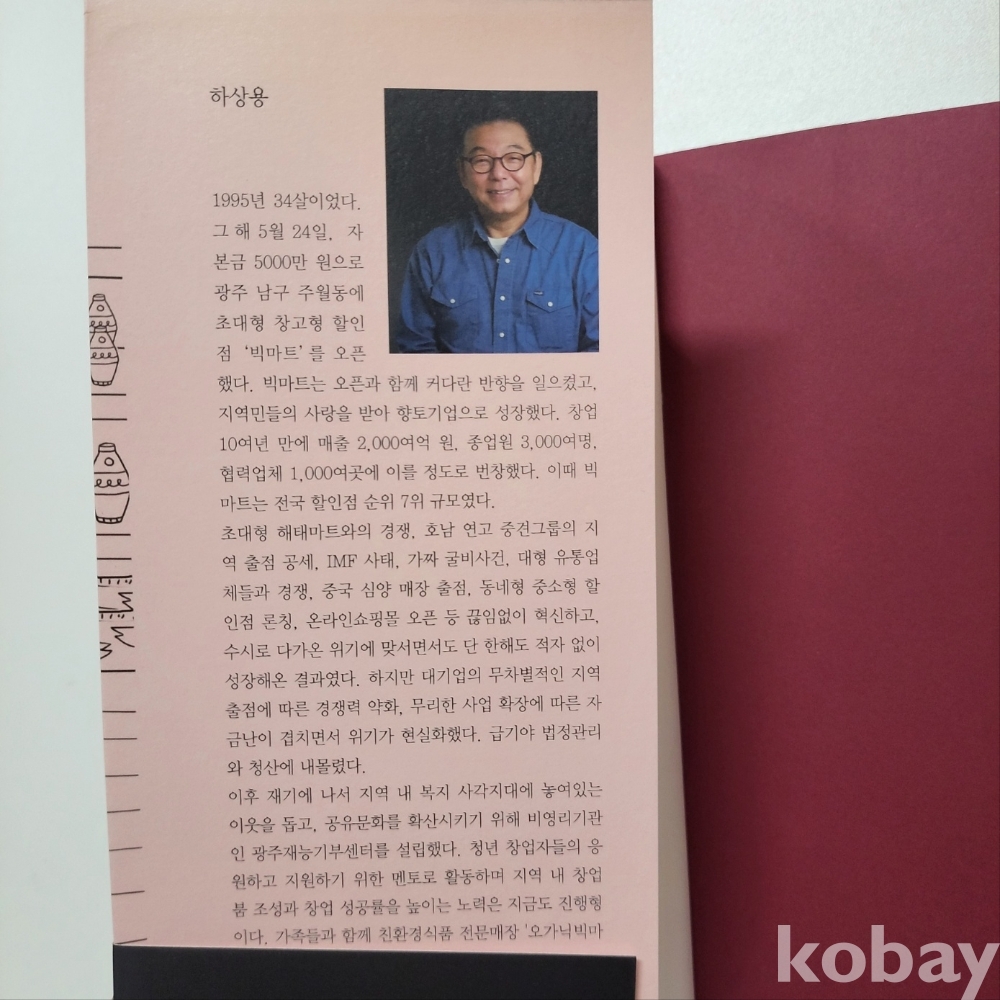 하상용
1995년 34살이었다.
그 해 5월 24일, 자
본금 5000만 원으로
광주 남구 주월동에
초대형 창고형 할인
점 ‘빅마트’를 오픈
했다. 빅마트는 오픈과 함께 커다란 반향을 일으켰고,
지역민들의 사랑을 받아 향토기업으로 성장했다. 창업
10여년 만에 매출 2,000여억 원, 종업원 3,000여명,
협력업체 1,000여곳에 이를 정도로 번창했다. 이때 빅
마트는 전국 할인점 순위 7위 규모였다.
초대형 해태마트와의 경쟁, 호남 연고 중견그룹의 지
역 출점 공세, IMF 사태, 가짜 굴비사건, 대형 유통업
체들과 경쟁, 중국 심양 매장 출점, 동네형 중소형 할
인점 론칭, 온라인쇼핑몰 오픈 등 끊임없이 혁신하고,
수시로 다가온 위기에 맞서면서도 단 한해도 적자 없이
성장해온 결과였다. 하지만 대기업의 무차별적인 지역
출점에 따른 경쟁력 약화, 무리한 사업 확장에 따른 자
금난이 겹치면서 위기가 현실화했다. 급기야 법정관리
와 청산에 내몰렸다.
이후 재기에 나서 지역 내 복지 사각지대에 놓여있는
이웃을 돕고, 공유문화를 확산시키기 위해 비영리기관
인 광주재능기부센터를 설립했다. 청년 창업자들의 응
원하고 지원하기 위한 멘토로 활동하며 지역 내 창업
붐 조성과 창업 성공률을 높이는 노력은 지금도 진행형
이다. 가족들과 함께 친환경식품 전문매장 ‘오가닉빅마
kobay